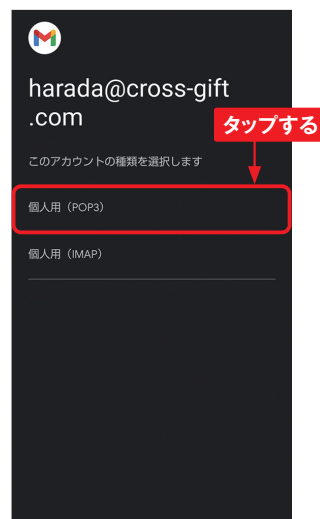 harada@cross-gift
.com
タップする
このアカウントの種類を選択します
個人用（POP3）
個人用（IMAP）